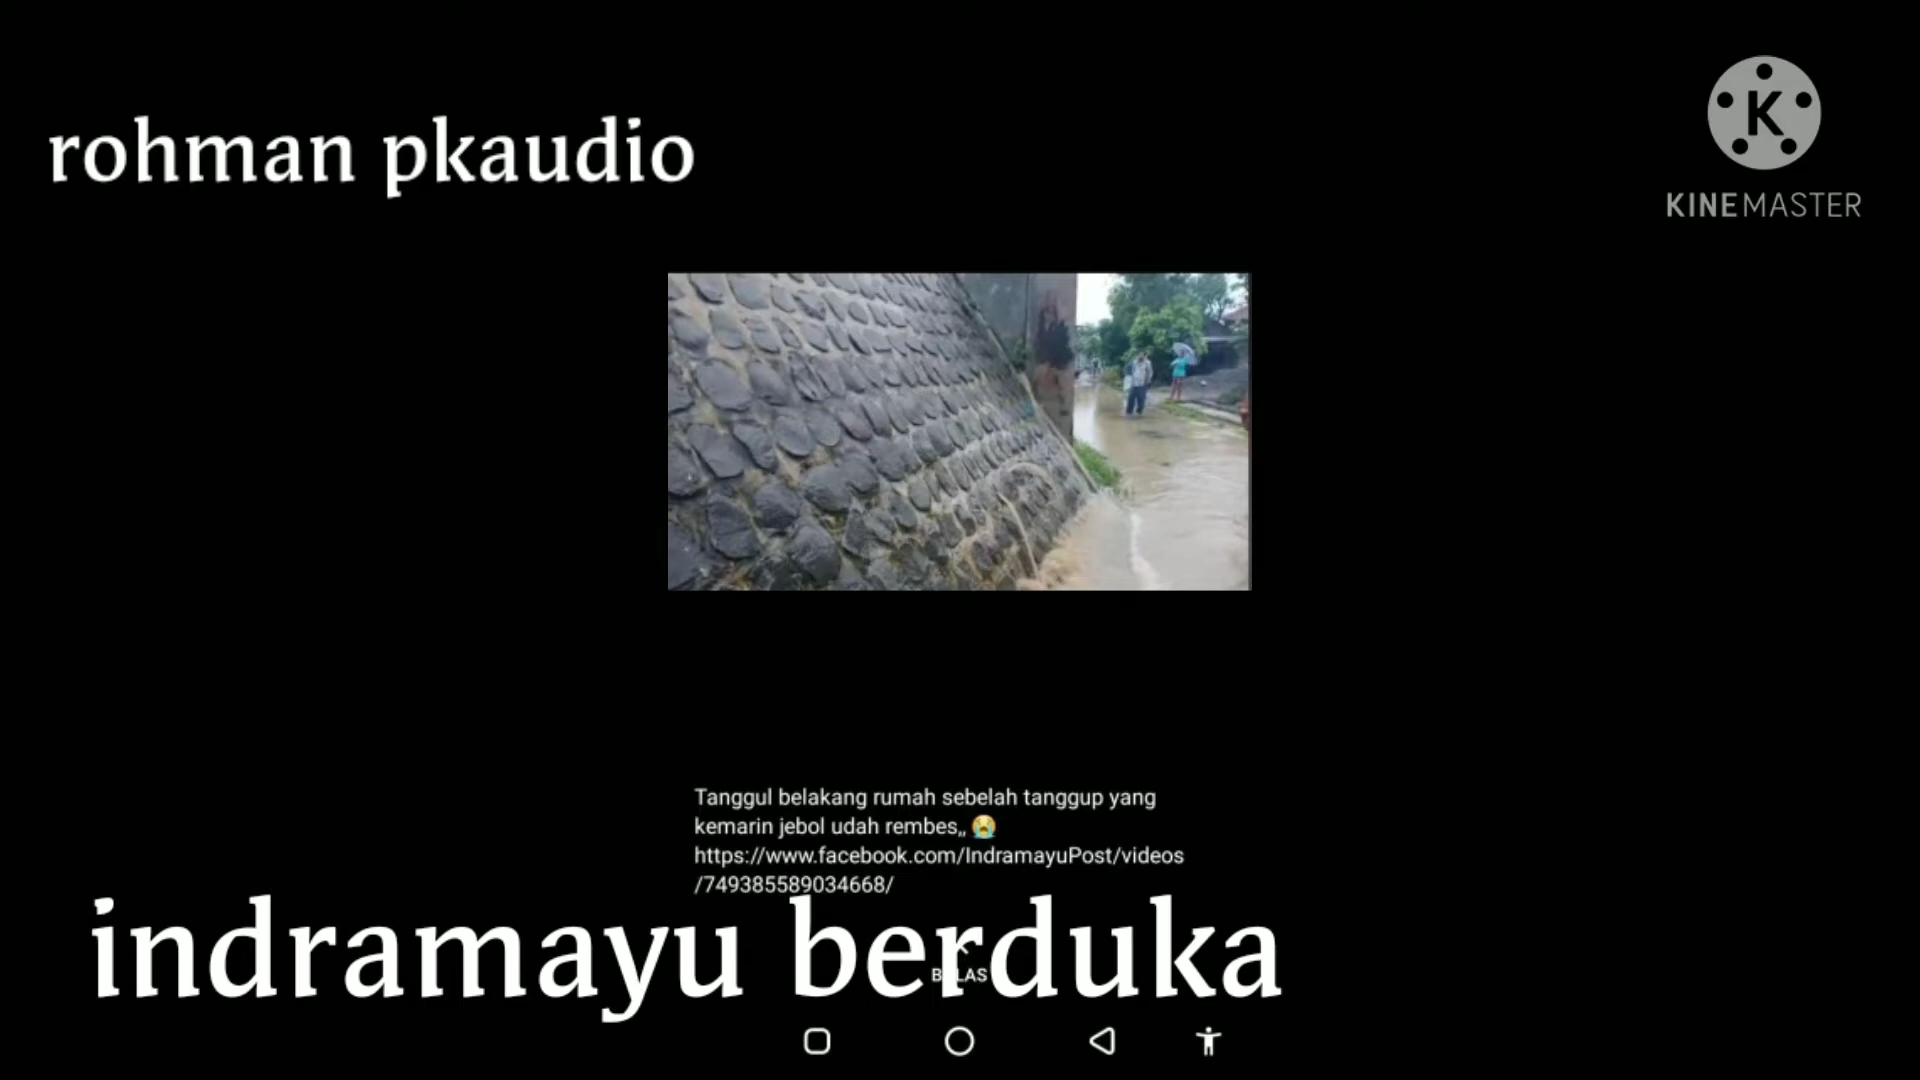 rohman pkaudio
K
KINEMASTER
Tanggul belakang rumah sebelah tanggup yang
kemarin jebol udah rembes,, 😭
https://www.facebook.com/IndramayuPost/videos
/749385589034668/
indramayu berduka